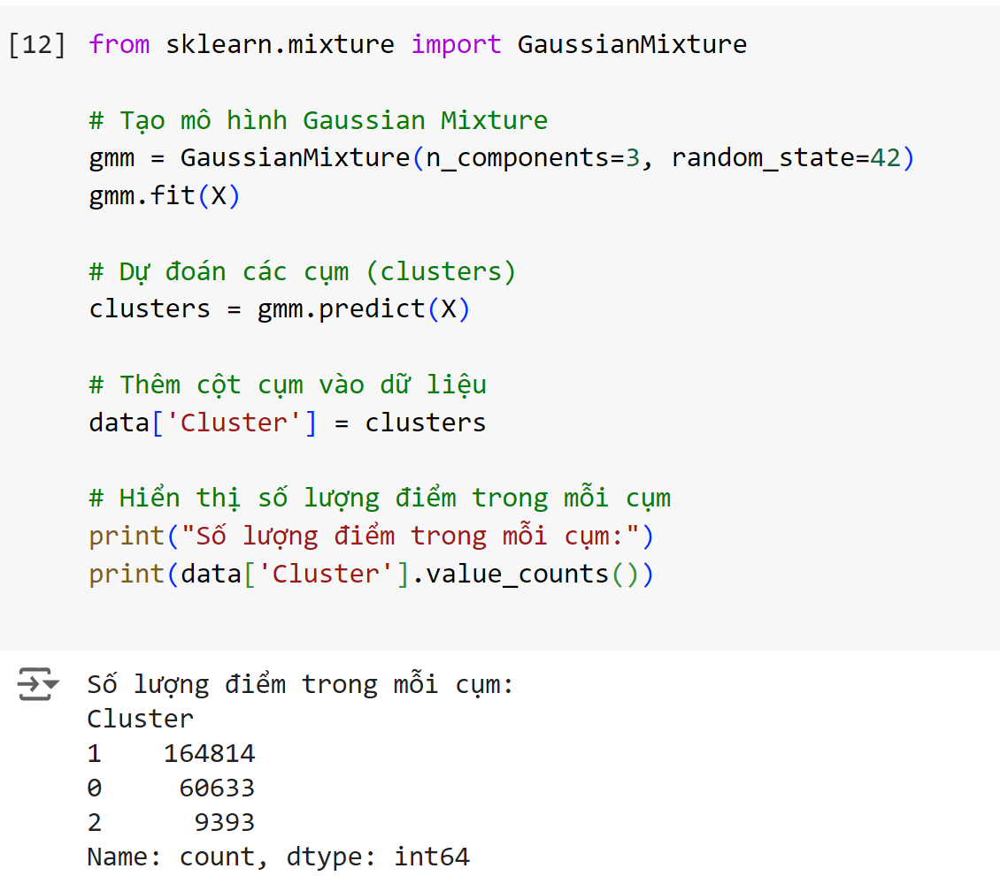 [12] from sklearn.mixture import GaussianMixture
# Tạo mô hình Gaussian Mixture
gmm = GaussianMixture(n_components=3, random_state=42)
gmm.fit(X)
# Dự đoán các cụm (clusters)
clusters = gmm.predict(X)
# Thêm cột cụm vào dữ liệu
data['Cluster'] = clusters
# Hiển thị số lượng điểm trong mỗi cụm
print("Số lượng điểm trong mỗi cụm:")
print(data['Cluster'].value_counts())
Số lượng điểm trong mỗi cụm:
Cluster
1    164814
0     60633
2      9393
Name: count, dtype: int64